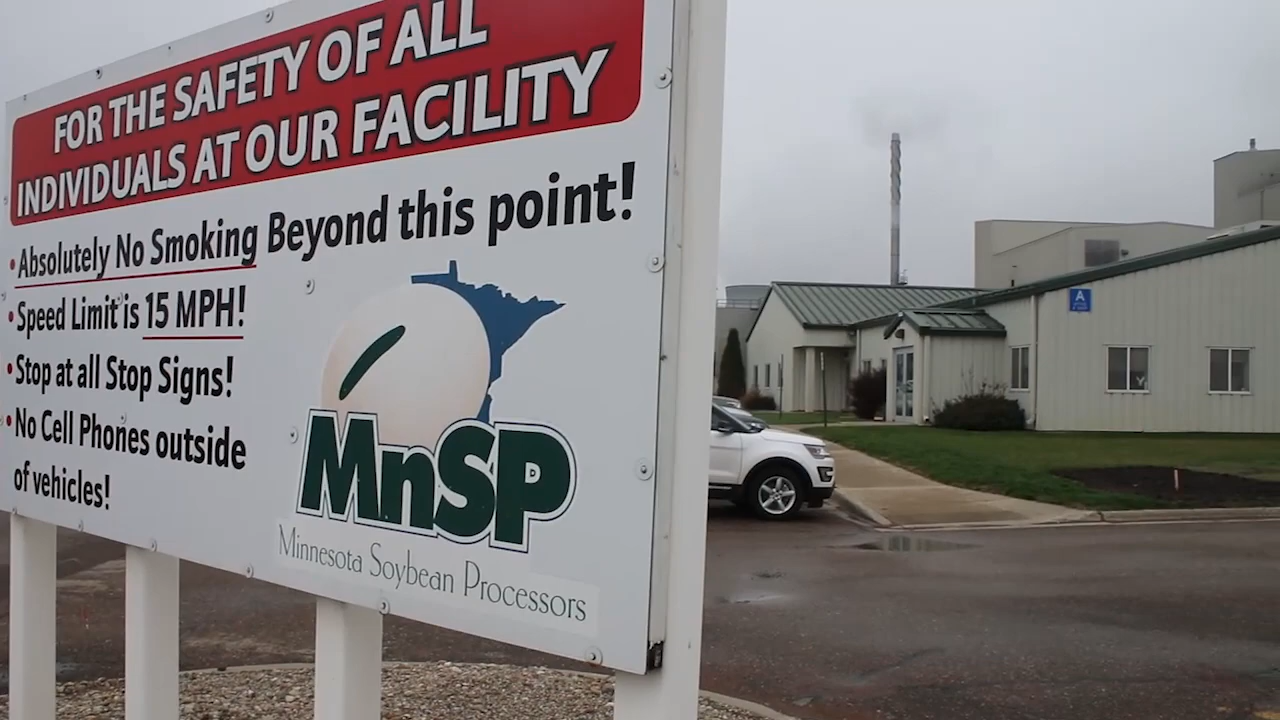 FOR THE SAFETY OF ALL
INDIVIDUALS AT OUR FACILITY
• Absolutely No Smoking Beyond this point!
• Speed Limit is 15 MPH!
• Stop at all Stop Signs!
• No Cell Phones outside
of vehicles!
MnSP
Minnesota Soybean Processors
A